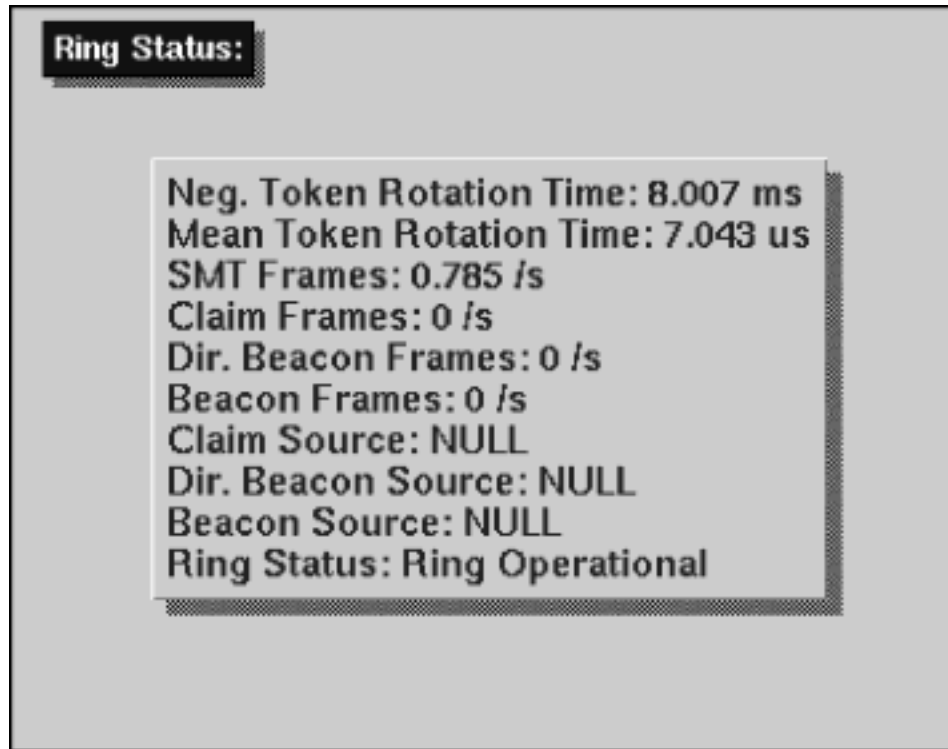 Ring Status:
Neg. Token Rotation Time: 8.007 ms
Mean Token Rotation Time: 7.043 us
SMT Frames: 0.785 /s
Claim Frames: 0 /s
Dir. Beacon Frames: 0 /s
Beacon Frames: 0 /s
Claim Source: NULL
Dir. Beacon Source: NULL
Beacon Source: NULL
Ring Status: Ring Operational